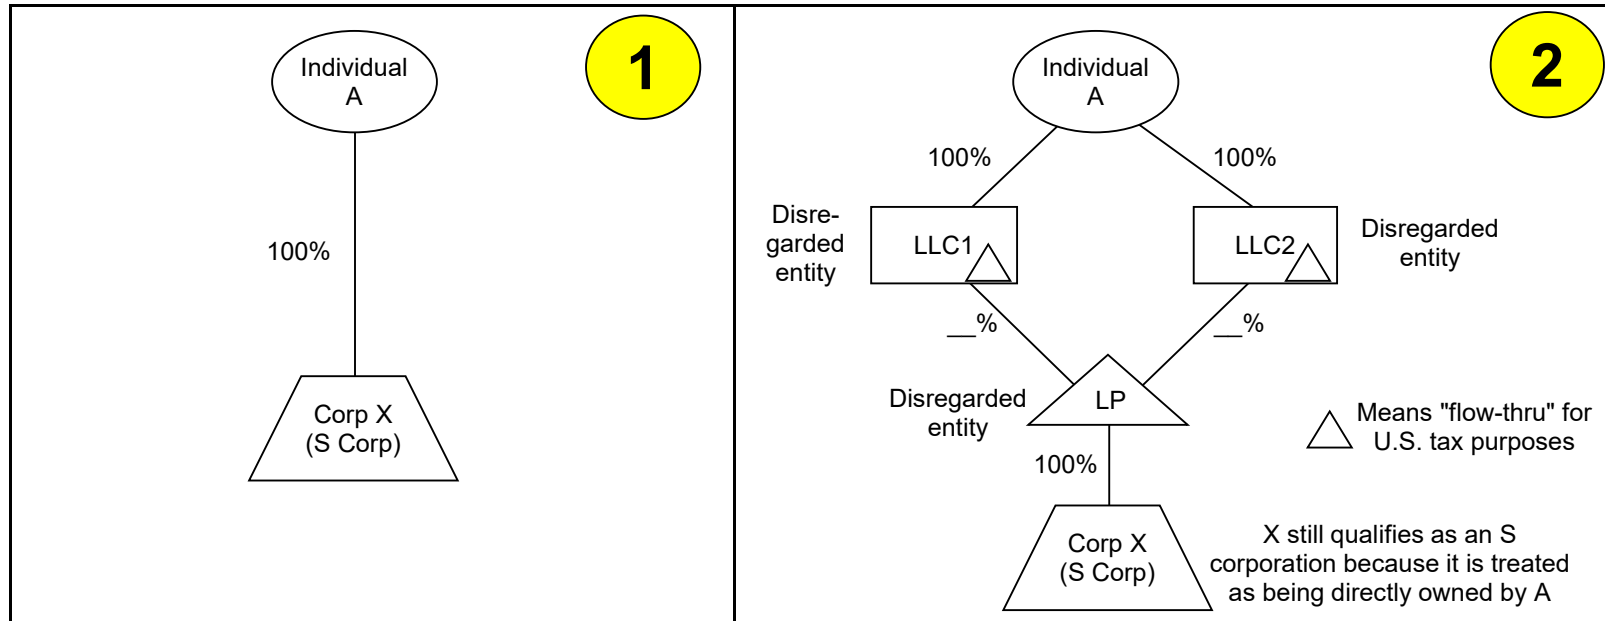 1
Individual
A
100%
Corp X
(S Corp)
2
Individual
A
100%
100%
Disre-
garded
entity
LLC1
LLC2
Disregarded
entity
__%
__%
Disregarded
entity
LP
Means "flow-thru" for
U.S. tax purposes
100%
Corp X
(S Corp)
X still qualifies as an S
corporation because it is treated
as being directly owned by A